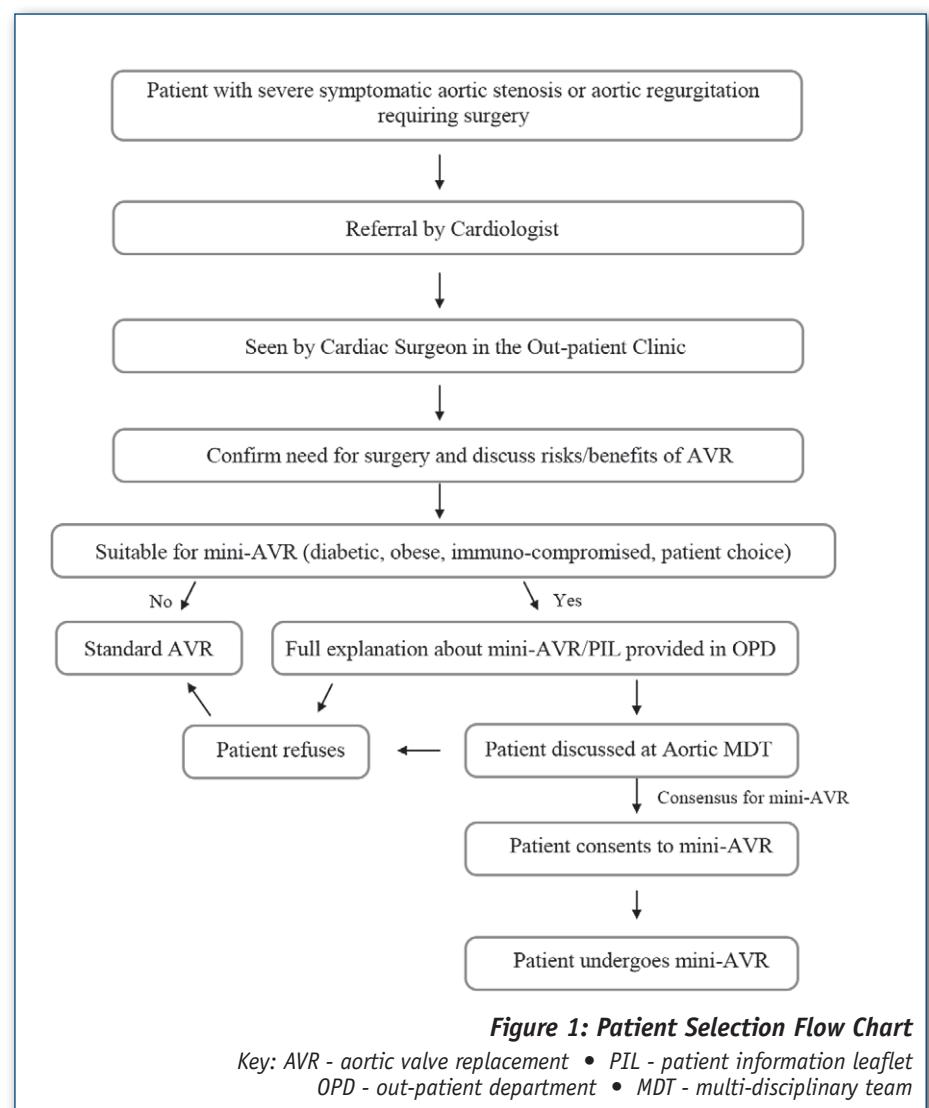 Patient with severe symptomatic aortic stenosis or aortic regurgitation
requiring surgery
Referral by Cardiologist
Seen by Cardiac Surgeon in the Out-patient Clinic
Confirm need for surgery and discuss risks/benefits of AVR
Suitable for mini-AVR (diabetic, obese, immuno-compromised, patient choice)
No
Yes
Standard AVR
Full explanation about mini-AVR/PIL provided in OPD
Patient refuses
Patient discussed at Aortic MDT
Consensus for mini-AVR
Patient consents to mini-AVR
Patient undergoes mini-AVR
Figure 1: Patient Selection Flow Chart
Key: AVR - aortic valve replacement • PIL - patient information leaflet
OPD - out-patient department • MDT - multi-disciplinary team